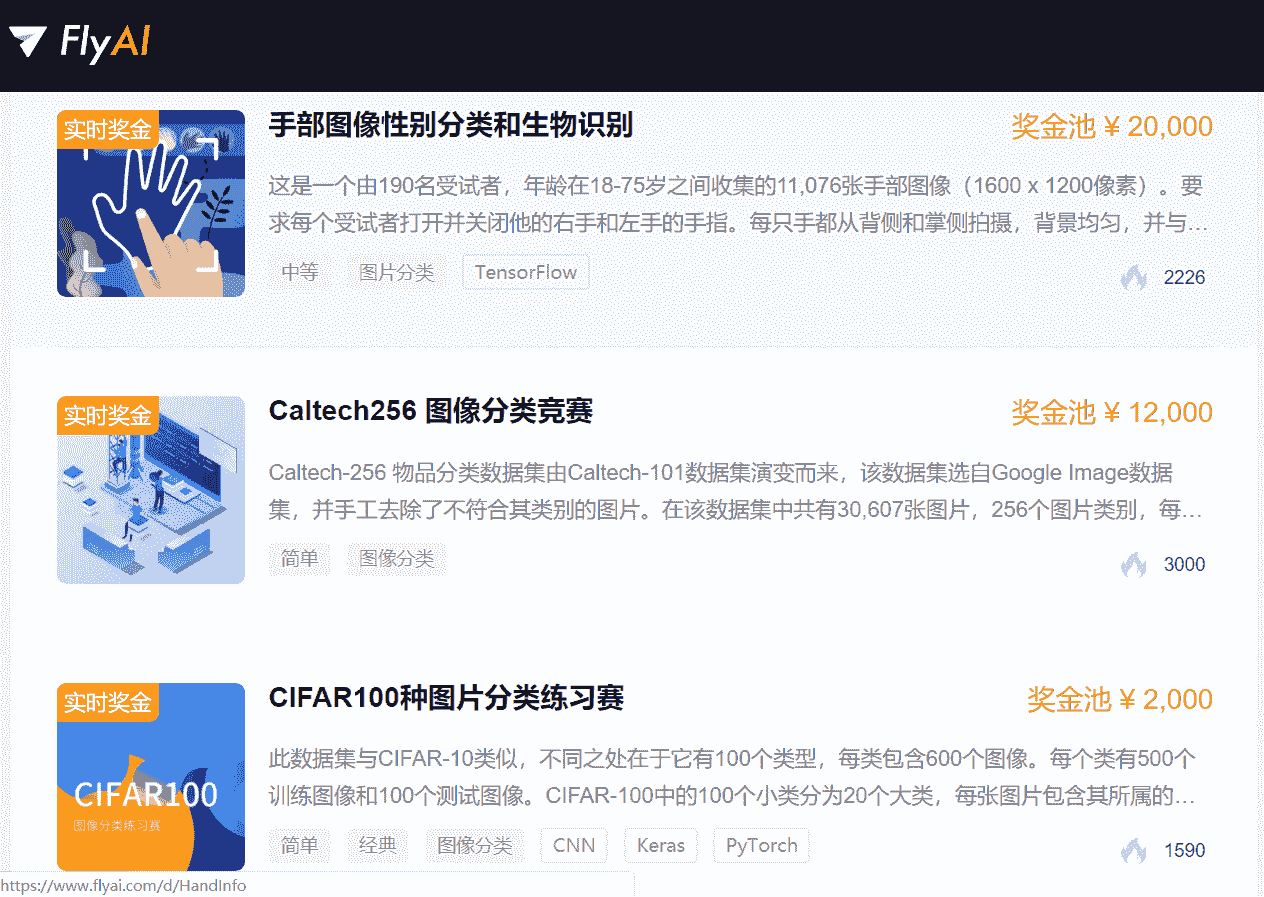 FlyAI
实时奖金
手部图像性别分类和生物识别
奖金池 ¥ 20,000
这是一个由190名受试者，年龄在18-75岁之间收集的11,076张手部图像（1600 x 1200像素）。要
求每个受试者打开并关闭他的右手和左手的手指。每只手都从背侧和掌侧拍摄，背景均匀，并与…
中等 图片分类 TensorFlow
2226
实时奖金
Caltech256 图像分类竞赛
奖金池 ¥ 12,000
Caltech-256 物品分类数据集由Caltech-101数据集演变而来，该数据集选自Google Image数据
集，并手工去除了不符合其类别的图片。在该数据集中共有30,607张图片，256个图片类别，每…
简单 图像分类
3000
实时奖金
CIFAR100
图像分类练习赛
CIFAR100种图片分类练习赛
奖金池 ¥ 2,000
此数据集与CIFAR-10类似，不同之处在于它有100个类型，每类包含600个图像。每个类有500个
训练图像和100个测试图像。CIFAR-100中的100个小类分为20个大类，每张图片包含其所属的…
简单 经典 图像分类 CNN Keras PyTorch
1590
https://www.flyai.com/d/HandInfo